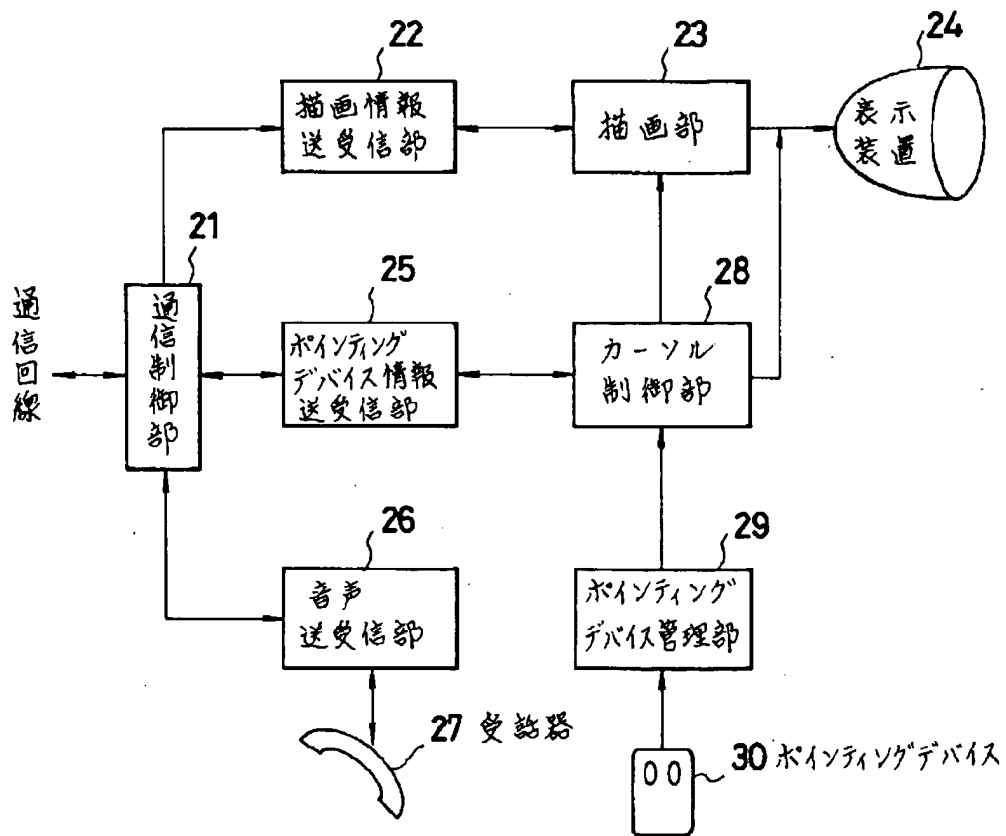 22
描画情報
送受信部
23
描画部
24
表示
装置
21
通信制御部
通信回線
25
ポインティング
デバイス情報
送受信部
28
カーソル
制御部
26
音声
送受信部
29
ポインティング
デバイス管理部
27 受話器
30 ポインティングデバイス